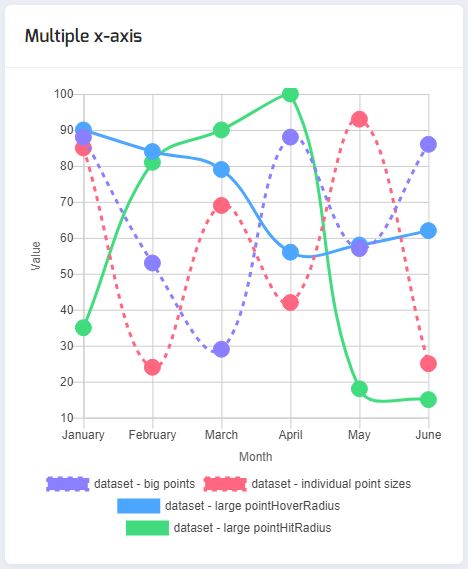 Multiple x-axis
100
90
80
70
60
50
40
30
20
10
Value
January February March April May June
Month
dataset - big points dataset - individual point sizes
dataset - large pointHoverRadius
dataset - large pointHitRadius